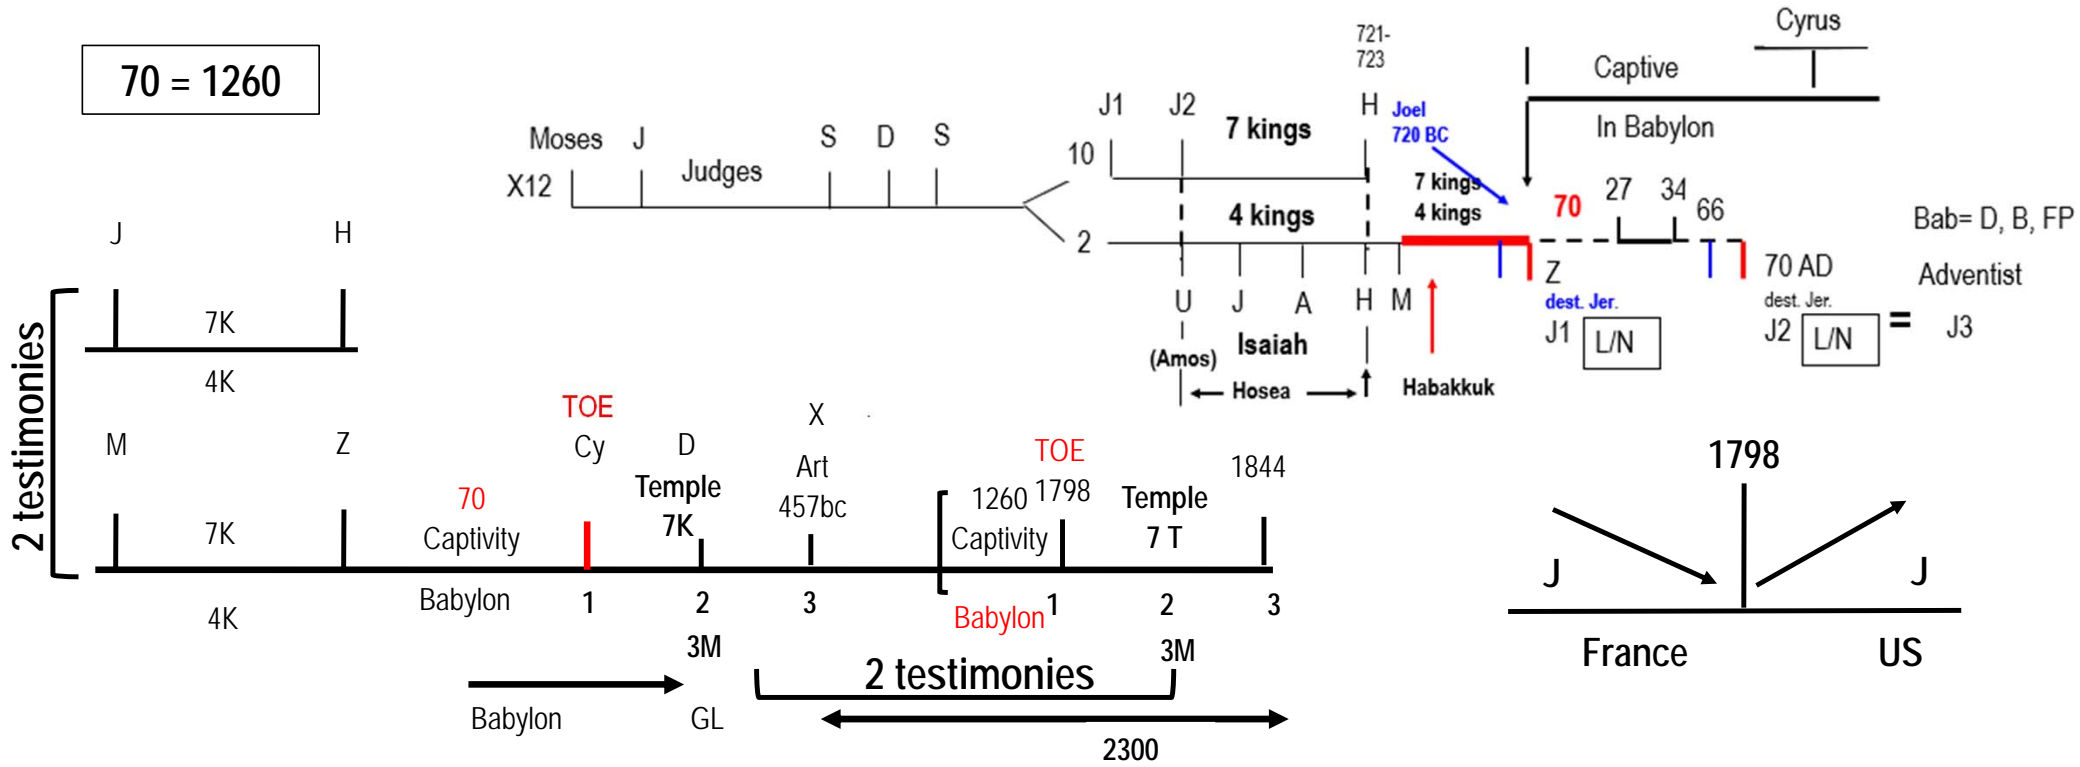 70 = 1260
Moses J Judges S D S
X12
J1 J2 7 kings H
721-
723
10
2
4 kings
Joel
720 BC
7 kings
4 kings
Captive
In Babylon
Cyrus
70 27 34 66
U J A H M
(Amos)
Isaiah
Hosea
Habakkuk
Z
dest. Jer.
J1 L/N
70 AD
dest. Jer.
J2 L/N = J3
Bab= D, B, FP
Adventist
2 testimonies
J H
7K
4K
M Z
7K
4K
70
Captivity
Babylon
TOE
Cy
1
D
Temple
7K
2
3M
X
Art
457bc
3
1260
Captivity
Babylon
TOE
1798
1
Temple
7 T
2
3M
1844
3
Babylon GL
2 testimonies
2300
1798
J J
France US